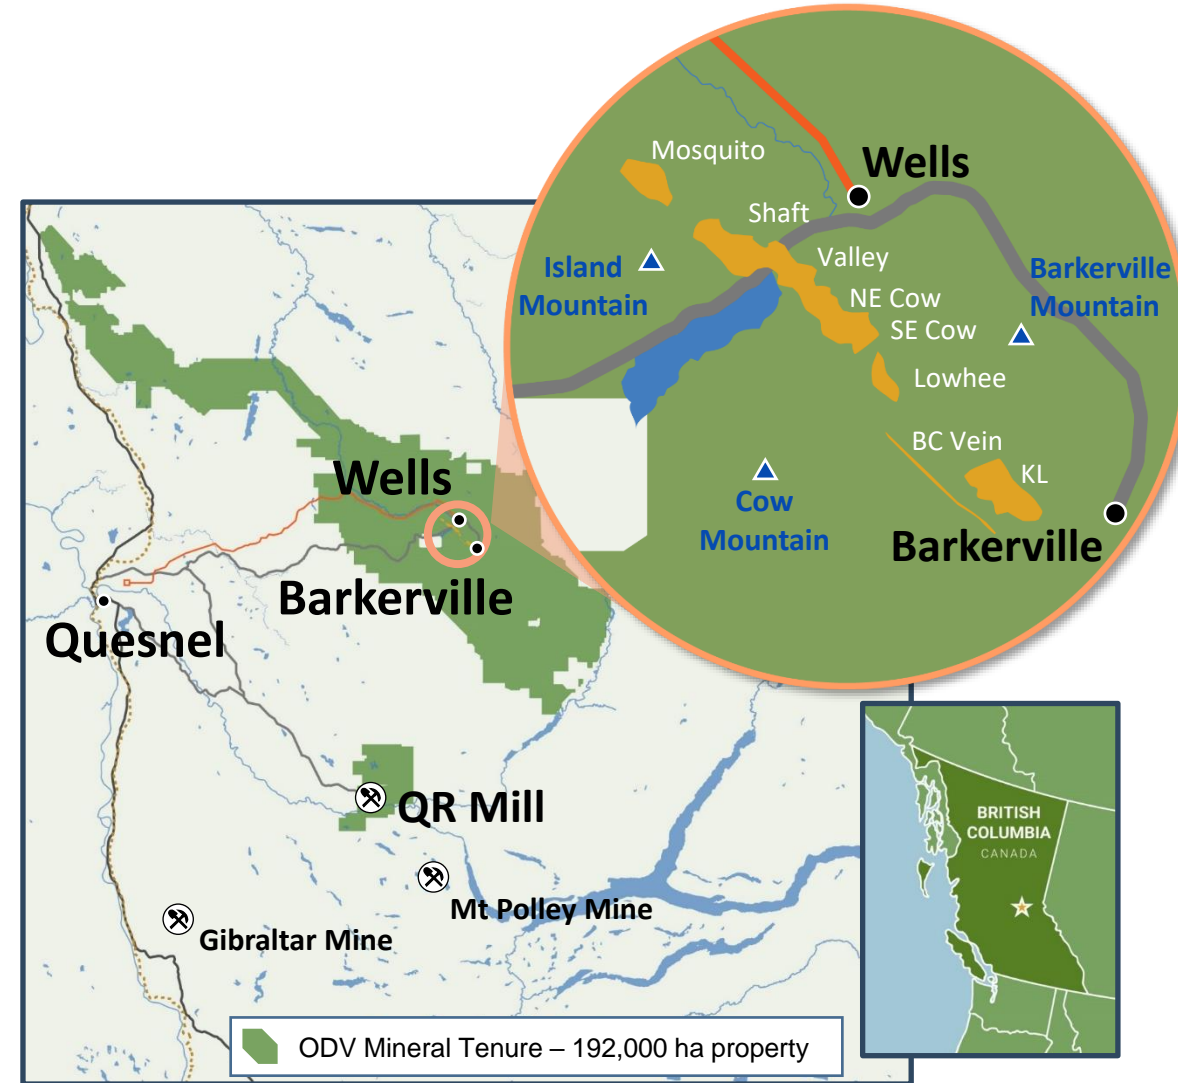 Mosquito
Wells
Shaft
Island
Mountain
Valley
Barkerville
Mountain
NE Cow
SE Cow
Lowhee
BC Vein
KL
Cow
Mountain
Barkerville
Wells
Barkerville
Quesnel
QR Mill
Mt Polley Mine
Gibraltar Mine
BRITISH
COLUMBIA
CANADA
ODV Mineral Tenure – 192,000 ha property